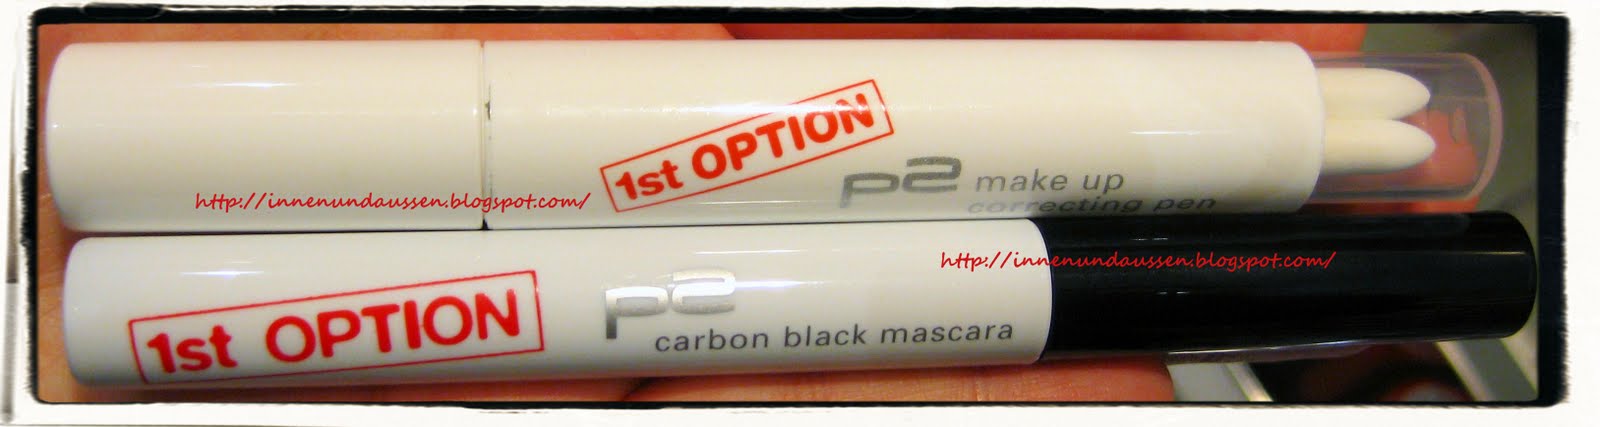 1st OPTION
p2 make up
correcting pen
http://innenundaussen.blogspot.com/
http://innenundaussen.blogspot.com/
1st OPTION
p2
carbon black mascara